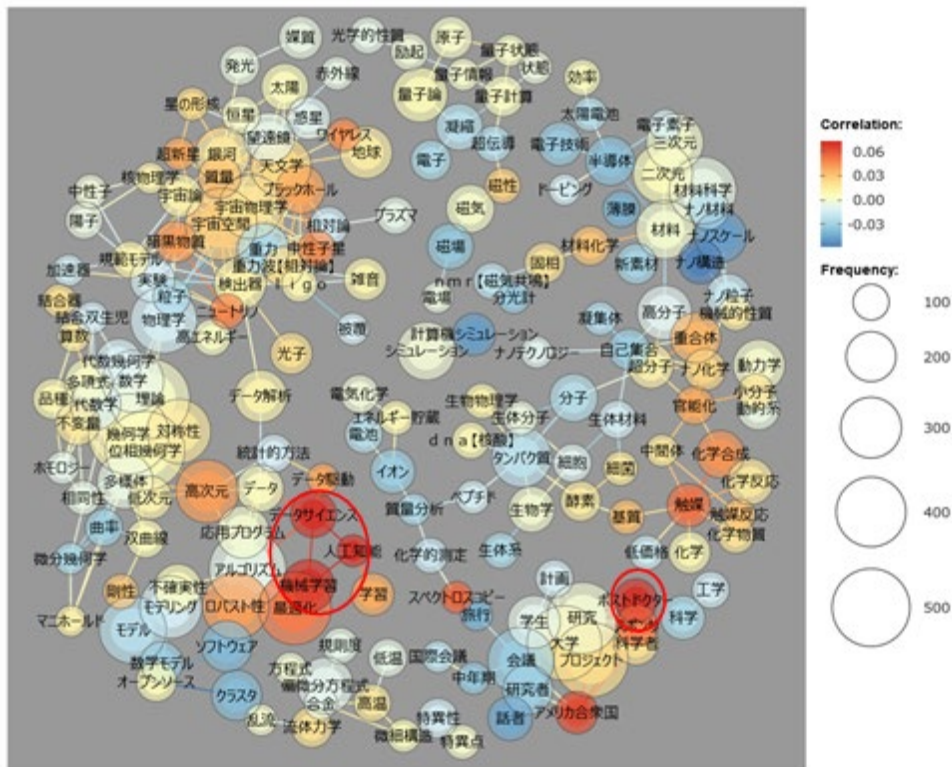 媒質
光学的性質
原子
量子状態
励起
状態
発光
赤外線
量子情報
効率
太陽
量子論
量子計算
星の形成
恒星
惑星
太陽電池
望遠鏡
ワイヤレス
凝縮
超伝導
電子技術
電子素子
三次元
超新星
銀河
天文学
地球
電子
半導体
核物理学
質量
ブラックホール
磁性
ドーピング
二次元
材料科学
中性子
宇宙論
宇宙物理学
プラズマ
磁気
薄膜
ナノ材料
陽子
宇宙空間
相対論
材料
ナノスケール
暗黒物質
重力
中性子星
磁場
材料化学
加速器
規範モデル
重力波【相対論】
固相
新素材
ナノ構造
実験
検出器
ligo
雑音
nmr【磁気共鳴】
結合器
粒子
電場
分光計
ナノ粒子
結合双生児
物理学
ニュートリノ
被覆
高分子
機械的性質
算数
高エネルギー
計算機
シミュレーション
凝集体
代数幾何学
光子
シミュレーション
ナノテクノロジー
自己集合
重合体
多項式
数学
超分子
ナノ化学
動力学
品種
代数学
理論
データ解析
電気化学
生物物理学
分子
小分子
不変量
エネルギー貯蔵
生体分子
生体材料
官能化
動的系
幾何学
対称性
電池
dna【核酸】
位相幾何学
統計的方法
タンパク質
中間体
化学合成
ホモロジー
多様体
イオン
細胞
細菌
相同性
低次元
高次元
データ
データ駆動
ペプチド
化学反応
曲率
データサイエンス
質量分析
生物学
酵素
触媒
双曲線
応用プログラム
基質
触媒反応
微分幾何学
人工知能
化学的測定
生体系
低価格
化学
化学物質
アルゴリズム
剛性
不確実性
機械学習
学習
計画
ポストドクター
工学
マニホールド
モデリング
ロバスト性
最適化
スペクトロスコピー
研究
モデル
旅行
学生
科学
ソフトウェア
規則度
大学
科学者
数学モデル
方程式
低温
国際会議
会議
プロジェクト
オープンソース
偏微分方程式
中年期
研究者
クラスタ
合金
高温
乱流
特異性
話者
アメリカ合衆国
流体力学
微細構造
特異点
Correlation:
0.06
0.03
0.00
-0.03
Frequency:
100
200
300
400
500